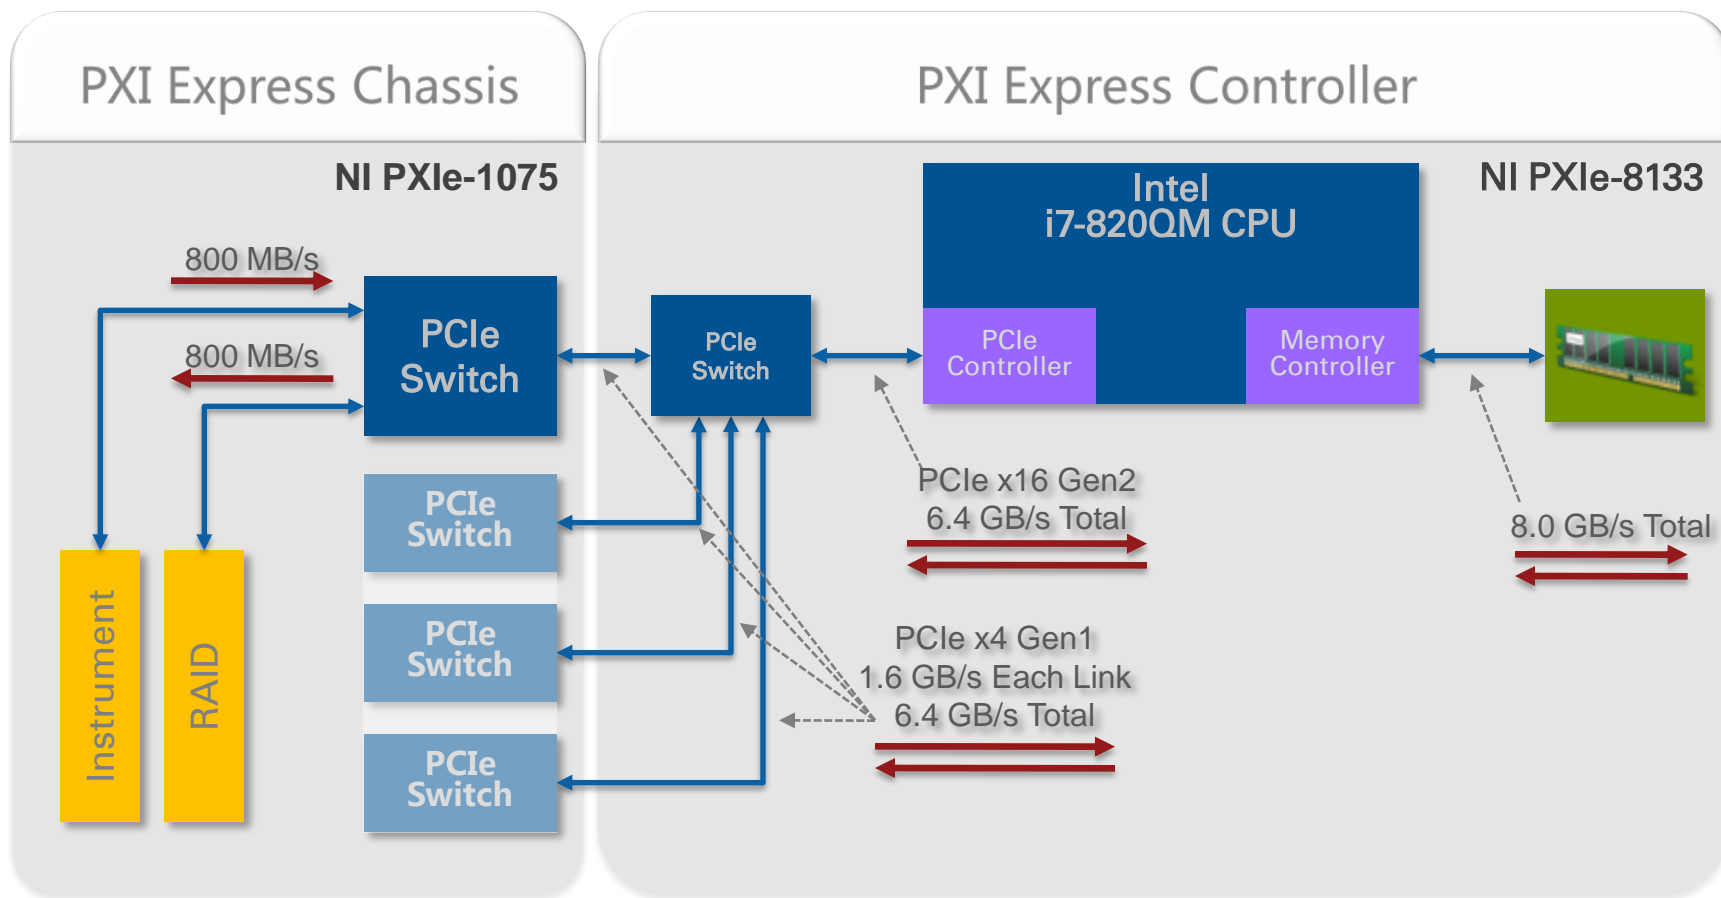 PXI Express Chassis
PXI Express Controller
NI PXIe-1075
NI PXIe-8133
Intel
i7-820QM CPU
800 MB/s
800 MB/s
PCIe
Switch
PCIe
Switch
PCIe
Controller
Memory
Controller
PCIe
Switch
PCIe
Switch
PCIe
Switch
Instrument
RAID
PCIe x16 Gen2
6.4 GB/s Total
8.0 GB/s Total
PCIe x4 Gen1
1.6 GB/s Each Link
6.4 GB/s Total